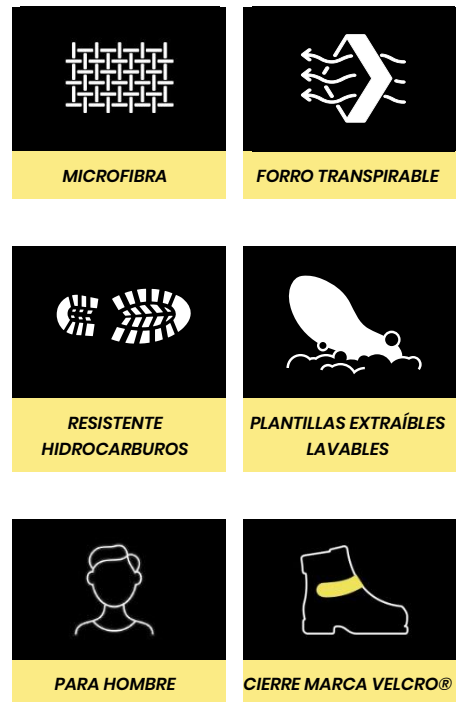 MICROFIBRA
FORRO TRANSPIRABLE
RESISTENTE
HIDROCARBUROS
PLANTILLAS EXTRAÍBLES
LAVABLES
PARA HOMBRE
CIERRE MARCA VELCRO®